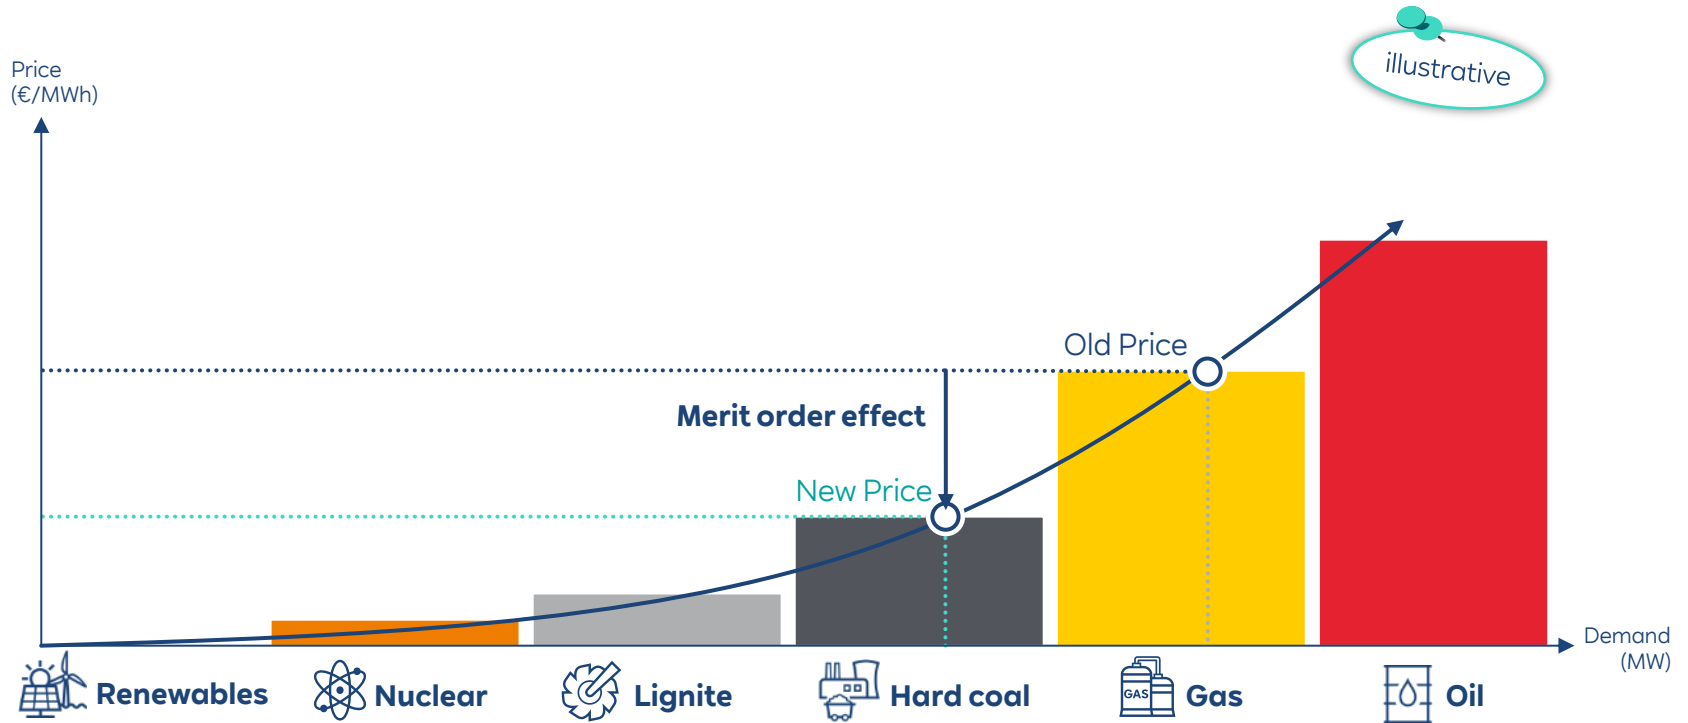 illustrative
Price
(€/MWh)
Old Price
Merit order effect
New Price
Demand
(MW)
Renewables
Nuclear
Lignite
Hard coal
GAS
Gas
Oil